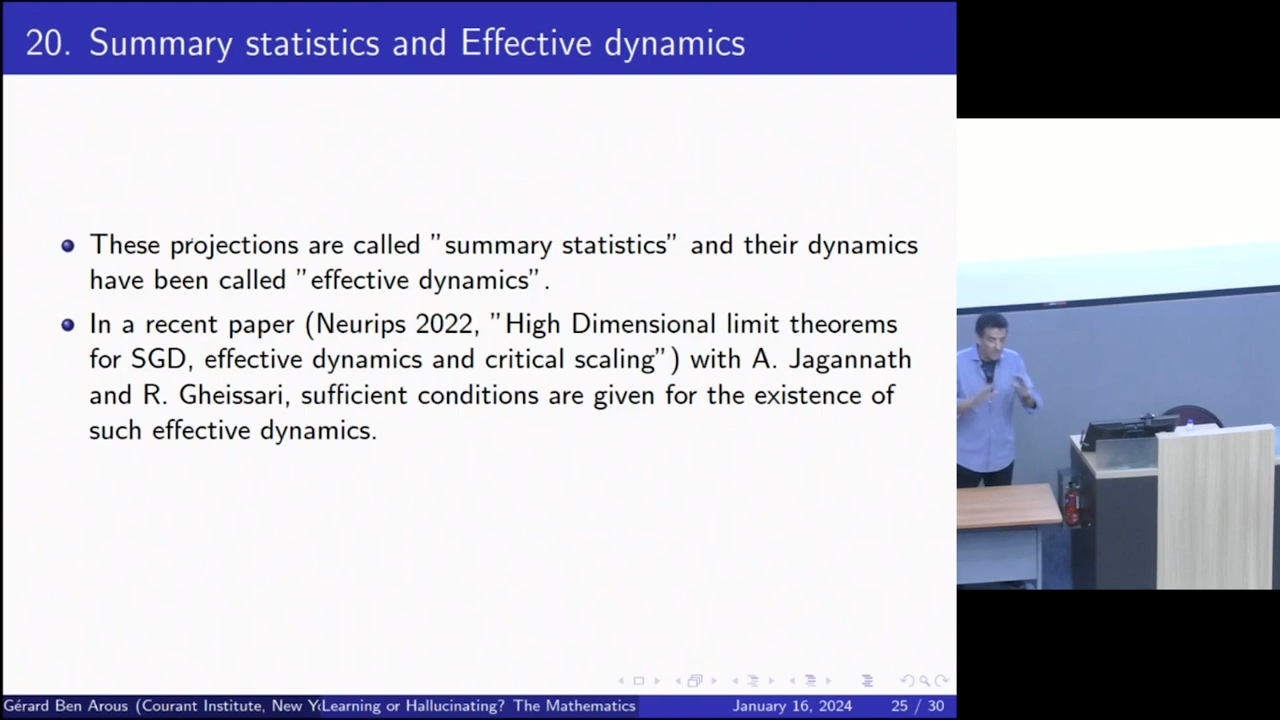 20. Summary statistics and Effective dynamics
These projections are called "summary statistics" and their dynamics
have been called "effective dynamics".
In a recent paper (Neurips 2022, "High Dimensional limit theorems
for SGD, effective dynamics and critical scaling") with A. Jagannath
and R. Gheissari, sufficient conditions are given for the existence of
such effective dynamics.
Gérard Ben Arous (Courant Institute, New Y Learning or Hallucinating? The Mathematics January 16, 2024 25 / 30